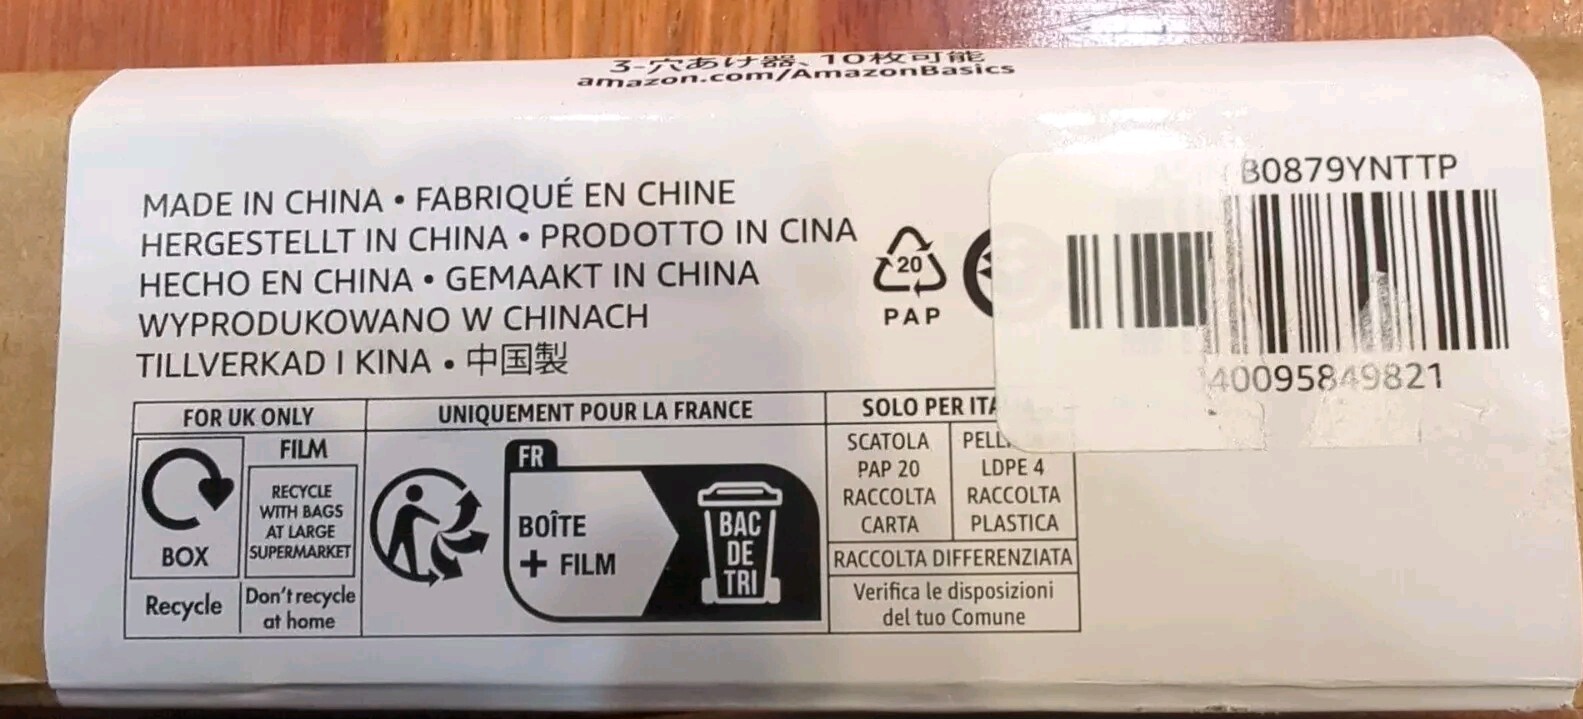 3-穴あけ器、10枚可能
amazon.com/AmazonBasics
MADE IN CHINA • FABRIQUÉ EN CHINE
HERGESTELLT IN CHINA • PRODOTTO IN CINA
HECHO EN CHINA • GEMAAKT IN CHINA
WYPRODUKOWANO W CHINACH
TILLVERKAD I KINA • 中国製
20
PAP
B0879YNTTP
40095849821
FOR UK ONLY
FILM
RECYCLE
WITH BAGS
AT LARGE
SUPERMARKET
BOX
Recycle
Don't recycle
at home
UNIQUEMENT POUR LA FRANCE
FR
BOÎTE
+ FILM
BAC
DE
TRI
SOLO PER
SCATOLA
PAP 20
RACCOLTA
CARTA
LDPE 4
RACCOLTA
PLASTICA
RACCOLTA DIFFERENZIATA
Verifica le disposizioni
del tuo Comune